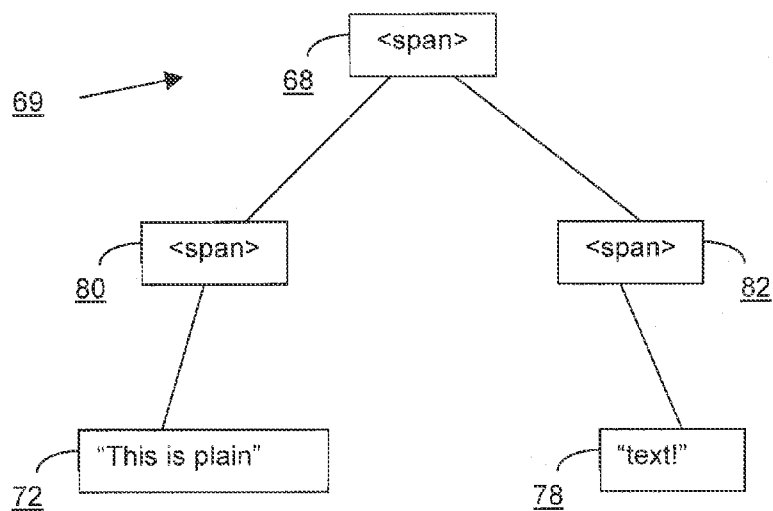 <span>
68
69
<span>
<span>
80
82
“This is plain”
“text!”
72
78